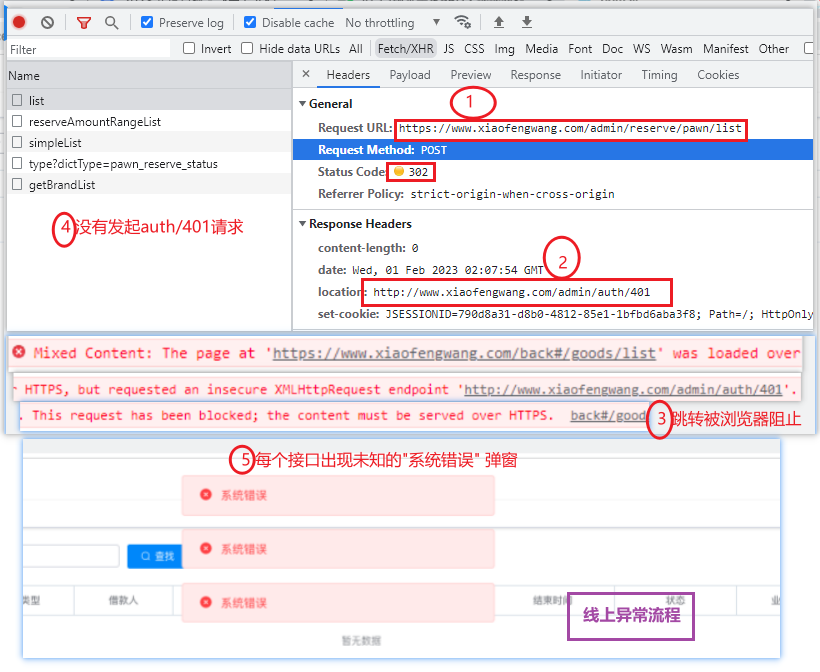 Preserve log Disable cache No throttling
Filter Invert Hide data URLs All Fetch/XHR JS CSS Img Media Font Doc WS Wasm Manifest Other
Name × Headers Payload Preview Response Initiator Timing Cookies
list
reserveAmountRangeList
simpleList
type?dictType=pawn_reserve_status
getBrandList
④没有发起auth/401请求
①
General
Request URL: https://www.xiaofengwang.com/admin/reserve/pawn/list
Request Method: POST
Status Code: 302
Referrer Policy: strict-origin-when-cross-origin
Response Headers
content-length: 0
②
date: Wed, 01 Feb 2023 02:07:54 GMT
location: http://www.xiaofengwang.com/admin/auth/401
set-cookie: JSESSIONID=790d8a31-d8b0-4812-85e1-1bfbd6aba3f8; Path=/; HttpOnly
Mixed Content: The page at 'https://www.xiaofengwang.com/back#/goods/list' was loaded over
HTTPS, but requested an insecure XMLHttpRequest endpoint 'http://www.xiaofengwang.com/admin/auth/401'.
. This request has been blocked; the content must be served over HTTPS. back#/good
③跳转被浏览器阻止
⑤每个接口出现未知的"系统错误" 弹窗
系统错误
系统错误
查找
系统错误
类型 借款人 结束时间 状态 业
线上异常流程
暂无数据